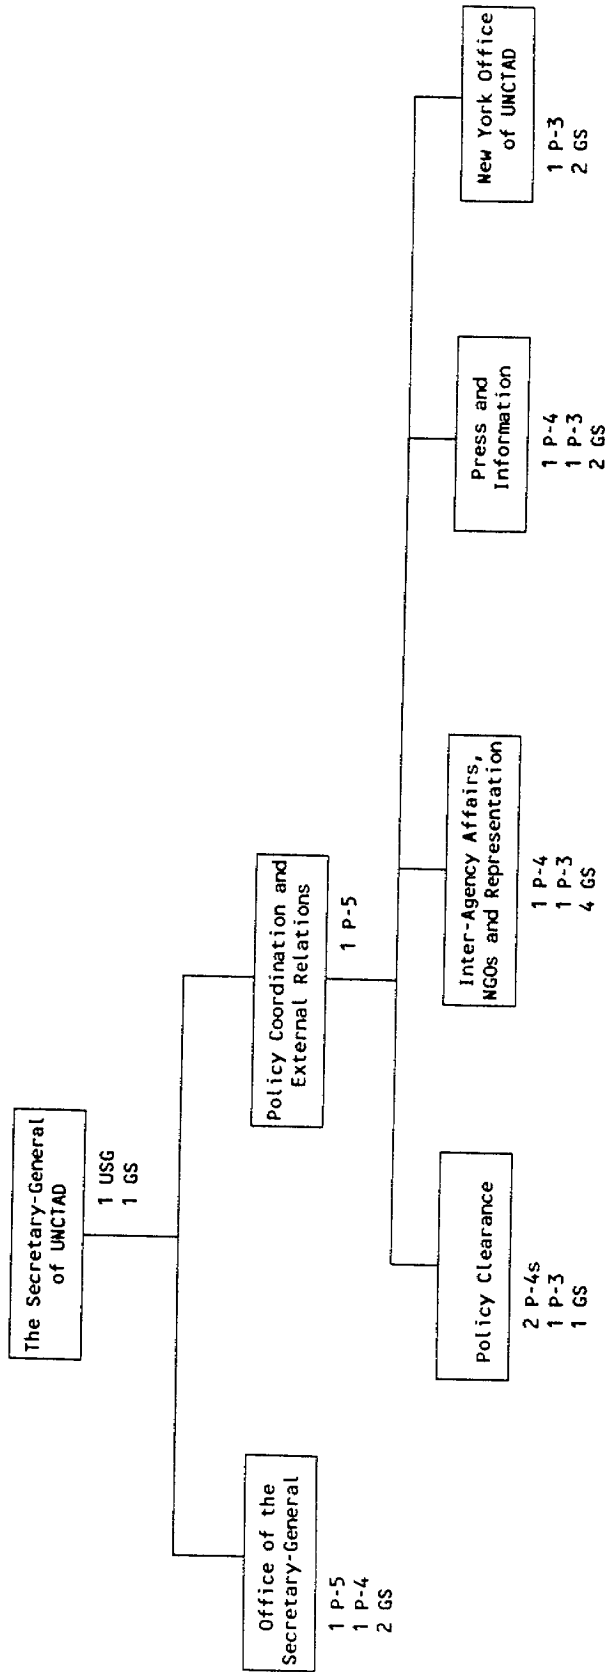 The Secretary-General
of UNCTAD
1 USG
1 GS
Office of the
Secretary-General
1 P-5
1 P-4
2 GS
Policy Coordination and
External Relations
1 P-5
Policy Clearance
2 P-4s
1 P-3
1 GS
Inter-Agency Affairs,
NGOs and Representation
1 P-4
1 P-3
4 GS
Press and
Information
1 P-4
1 P-3
2 GS
New York Office
of UNCTAD
1 P-3
2 GS